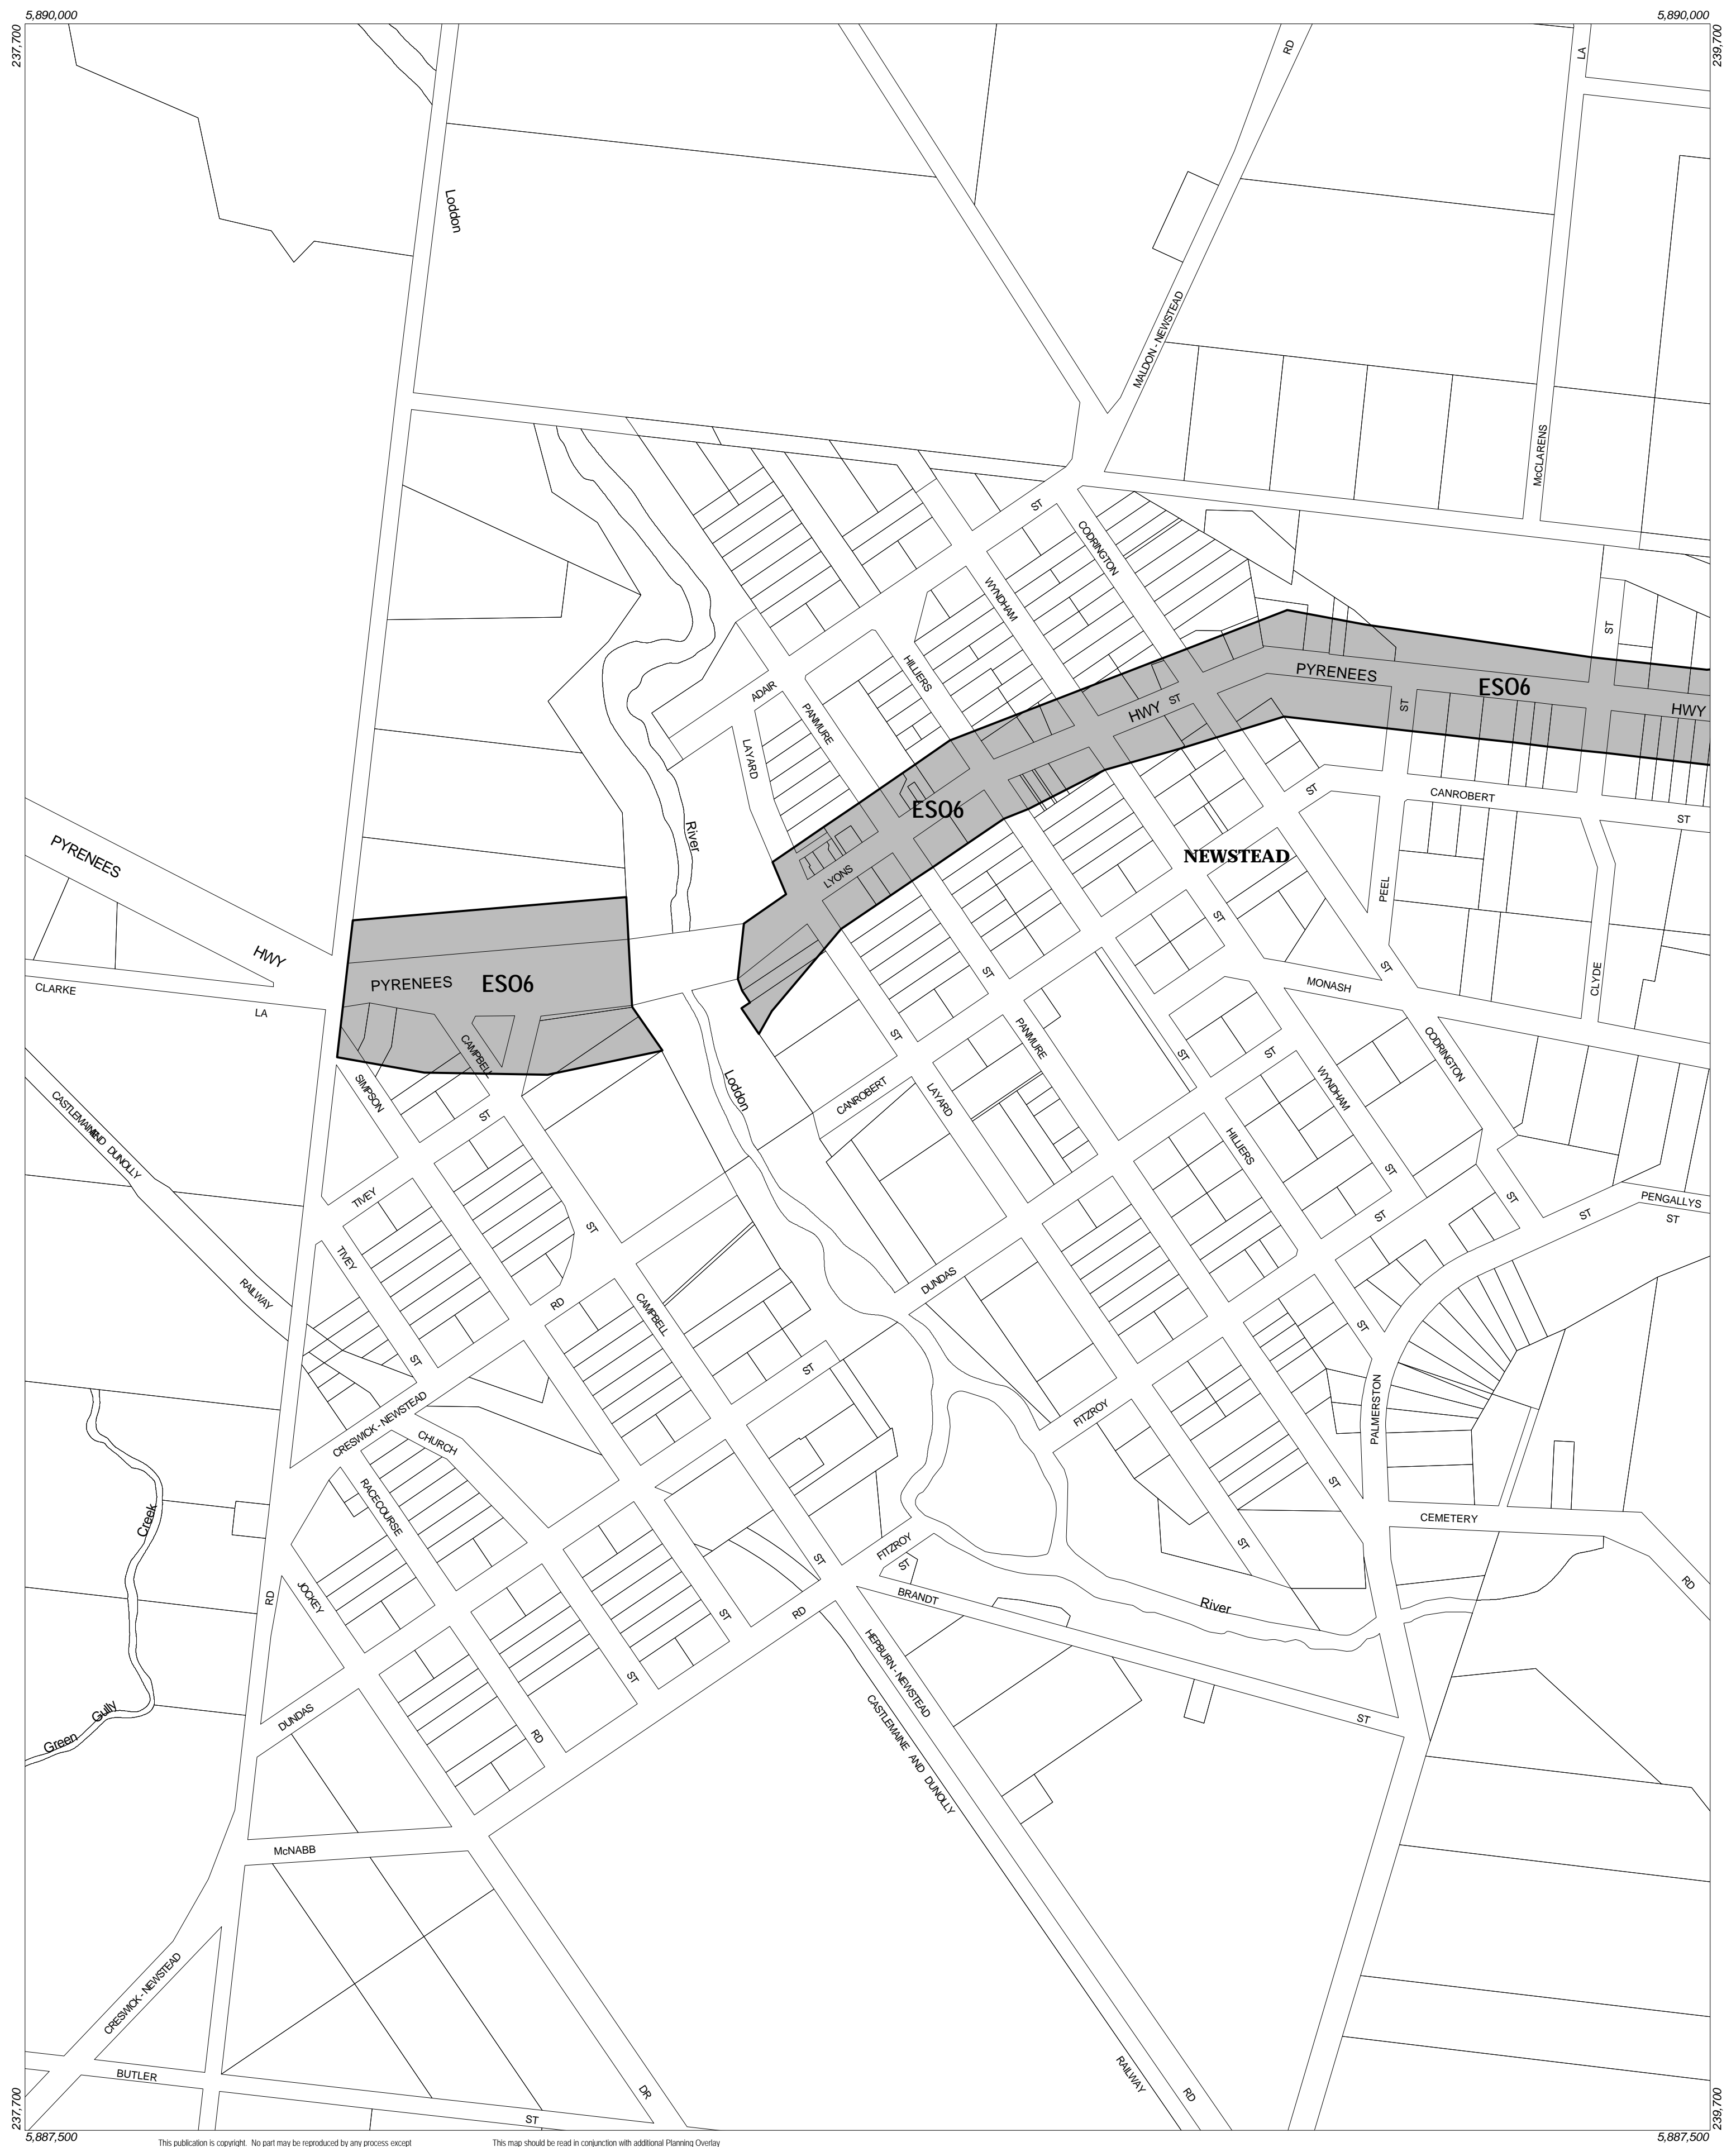 5,890,000
5,890,000
237,700
239,700
RD
LA
Loddon
MALDON - NEWSTEAD
McCLARENS
ST
CODRINGTON
WYNDHAM
ST
HILLIERS
PYRENEES
ESO6
ADAIR
PANMURE
ST
HWY
ST
HWY
LAYARD
ST
CANROBERT
ESO6
ST
River
PYRENEES
NEWSTEAD
LYONS
PEEL
ST
HWY
ST
ST
CLYDE
PYRENEES
ESO6
MONASH
CLARKE
LA
ST
PANMURE
ST
ST
CODRINGTON
CAMPBELL
SIMPSON
Loddon
CANROBERT
LAYARD
WYNDHAM
CASTLEMAINE AND DUNOLLY
ST
HILLIERS
ST
TIVEY
ST
PENGALLYS
ST
ST
ST
ST
TIVEY
DUNDAS
RAILWAY
RD
CAMPBELL
ST
ST
ST
CRESWICK - NEWSTEAD
FITZROY
PALMERSTON
CHURCH
RACECOURSE
ST
Creek
CEMETERY
FITZROY
ST
ST
ST
RD
JOCKEY
RD
BRANDT
River
ST
RD
HEPBURN - NEWSTEAD
ST
Gully
DUNDAS
Green
RD
CASTLEMAINE AND DUNOLLY
ST
McNABB
CRESWICK - NEWSTEAD
RAILWAY
BUTLER
DR
RD
ST
237,700
239,700
5,887,500
5,887,500
This publication is copyright. No part may be reproduced by any process except
This map should be read in conjunction with additional Planning Overlay